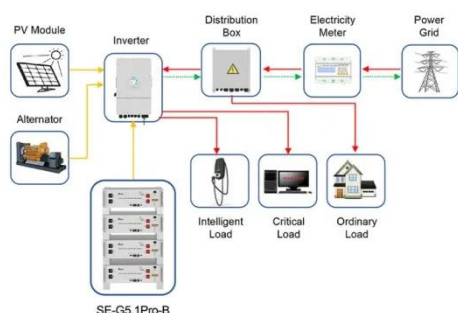 PV Module
Inverter
Distribution
Box
Electricity
Meter
Power
Grid
Alternator
Intelligent
Load
Critical
Load
Ordinary
Load
SE-G5.1Pro-B